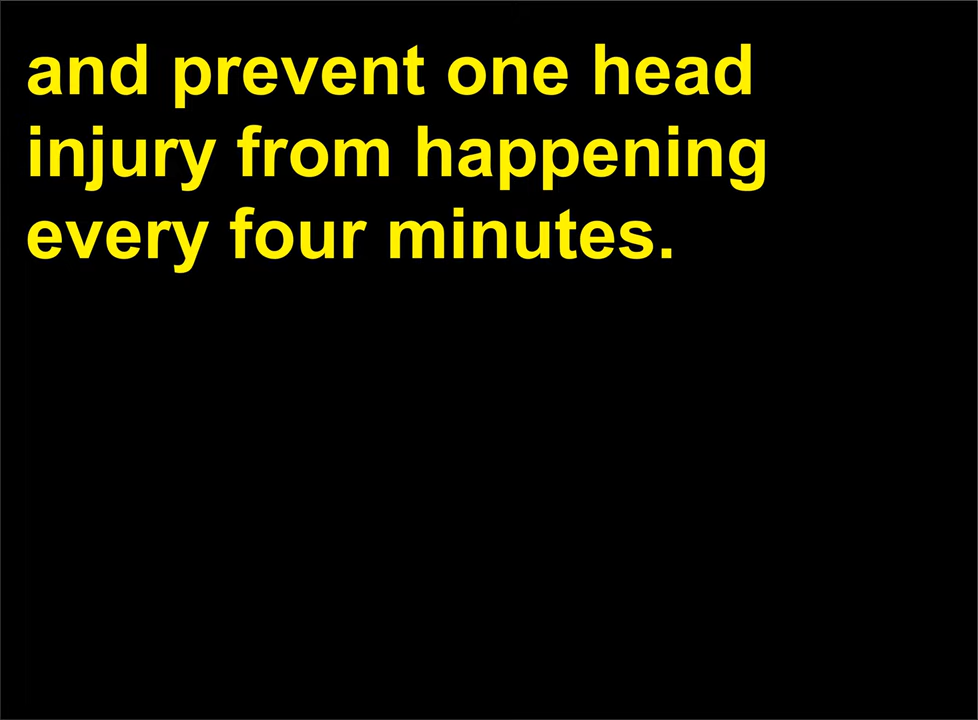 and prevent one head
injury from happening
every four minutes.